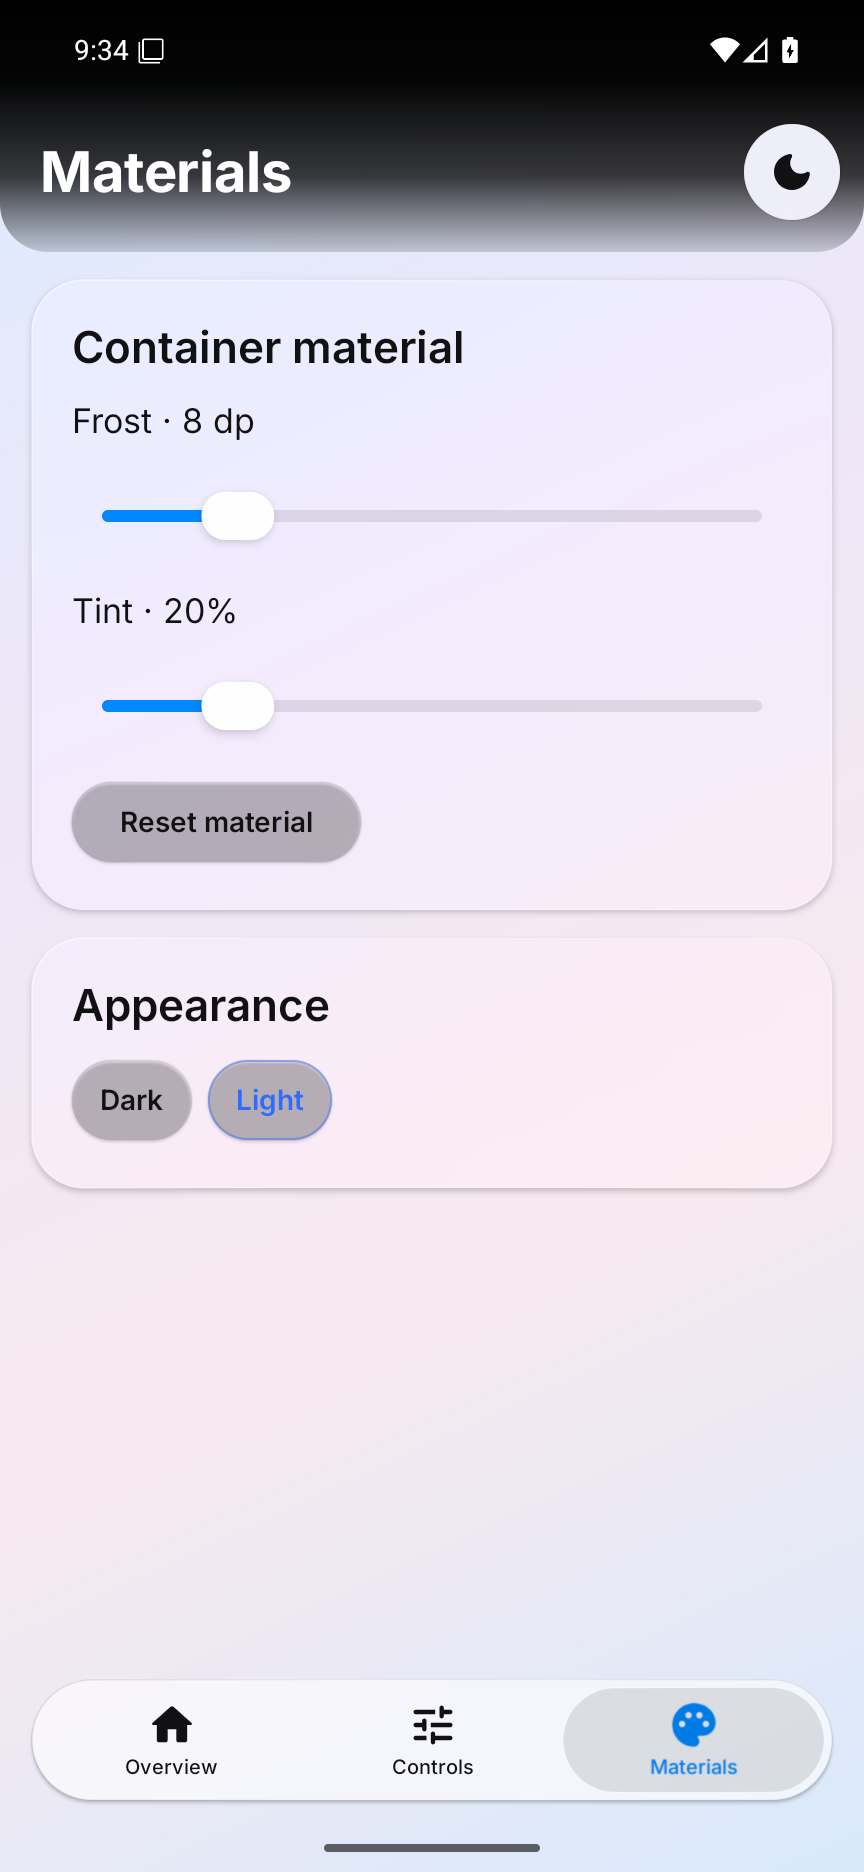 9:34
Materials
Container material
Frost · 8 dp
Tint · 20%
Reset material
Appearance
Dark Light
Overview Controls Materials